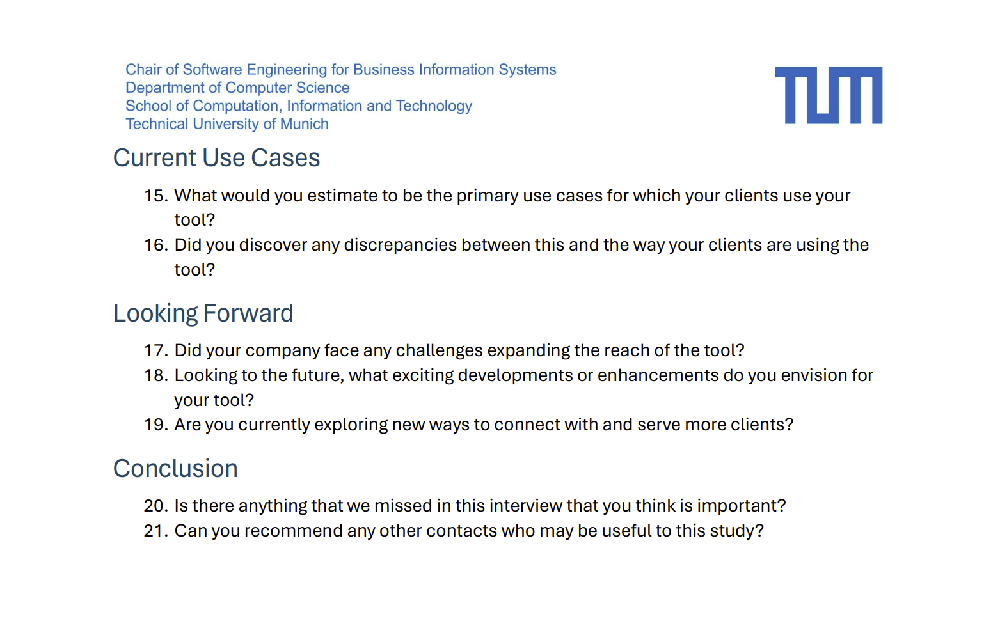 Chair of Software Engineering for Business Information Systems
Department of Computer Science
School of Computation, Information and Technology
Technical University of Munich
TUM
Current Use Cases
15. What would you estimate to be the primary use cases for which your clients use your
tool?
16. Did you discover any discrepancies between this and the way your clients are using the
tool?
Looking Forward
17. Did your company face any challenges expanding the reach of the tool?
18. Looking to the future, what exciting developments or enhancements do you envision for
your tool?
19. Are you currently exploring new ways to connect with and serve more clients?
Conclusion
20. Is there anything that we missed in this interview that you think is important?
21. Can you recommend any other contacts who may be useful to this study?